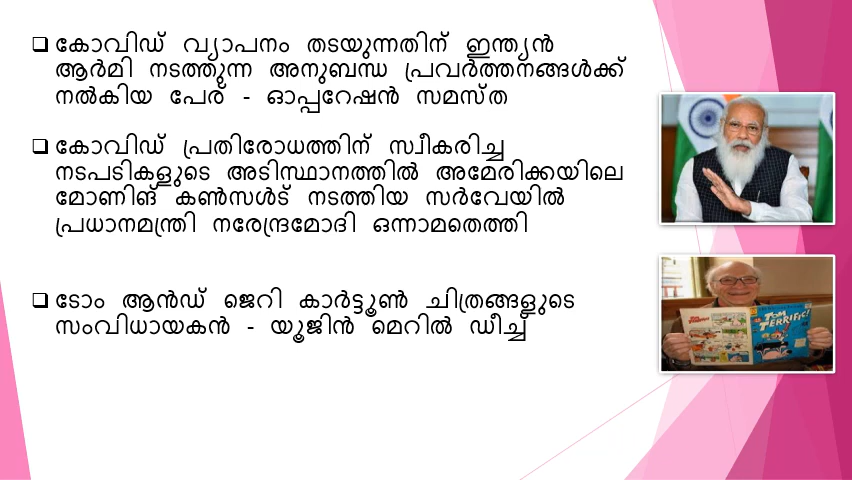 ❑ കോവിഡ് വ്യാപനം തടയുന്നതിന് ഇന്ത്യൻ
ആർമി നടത്തുന്ന അനുബന്ധ പ്രവർത്തനങ്ങൾക്ക്
നൽകിയ പേര് - ഓപ്പറേഷൻ സമസ്ത
❑ കോവിഡ് പ്രതിരോധത്തിന് സ്വീകരിച്ച
നടപടികളുടെ അടിസ്ഥാനത്തിൽ അമേരിക്കയിലെ
മോണിങ് കൺസൾട് നടത്തിയ സർവേയിൽ
പ്രധാനമന്ത്രി നരേന്ദ്രമോദി ഒന്നാമതെത്തി
❑ ടോം ആൻഡ് ജെറി കാർട്ടൂൺ ചിത്രങ്ങളുടെ
സംവിധായകൻ - യൂജിൻ മെറിൽ ഡീച്ച്
TOM
TERRIFIC!